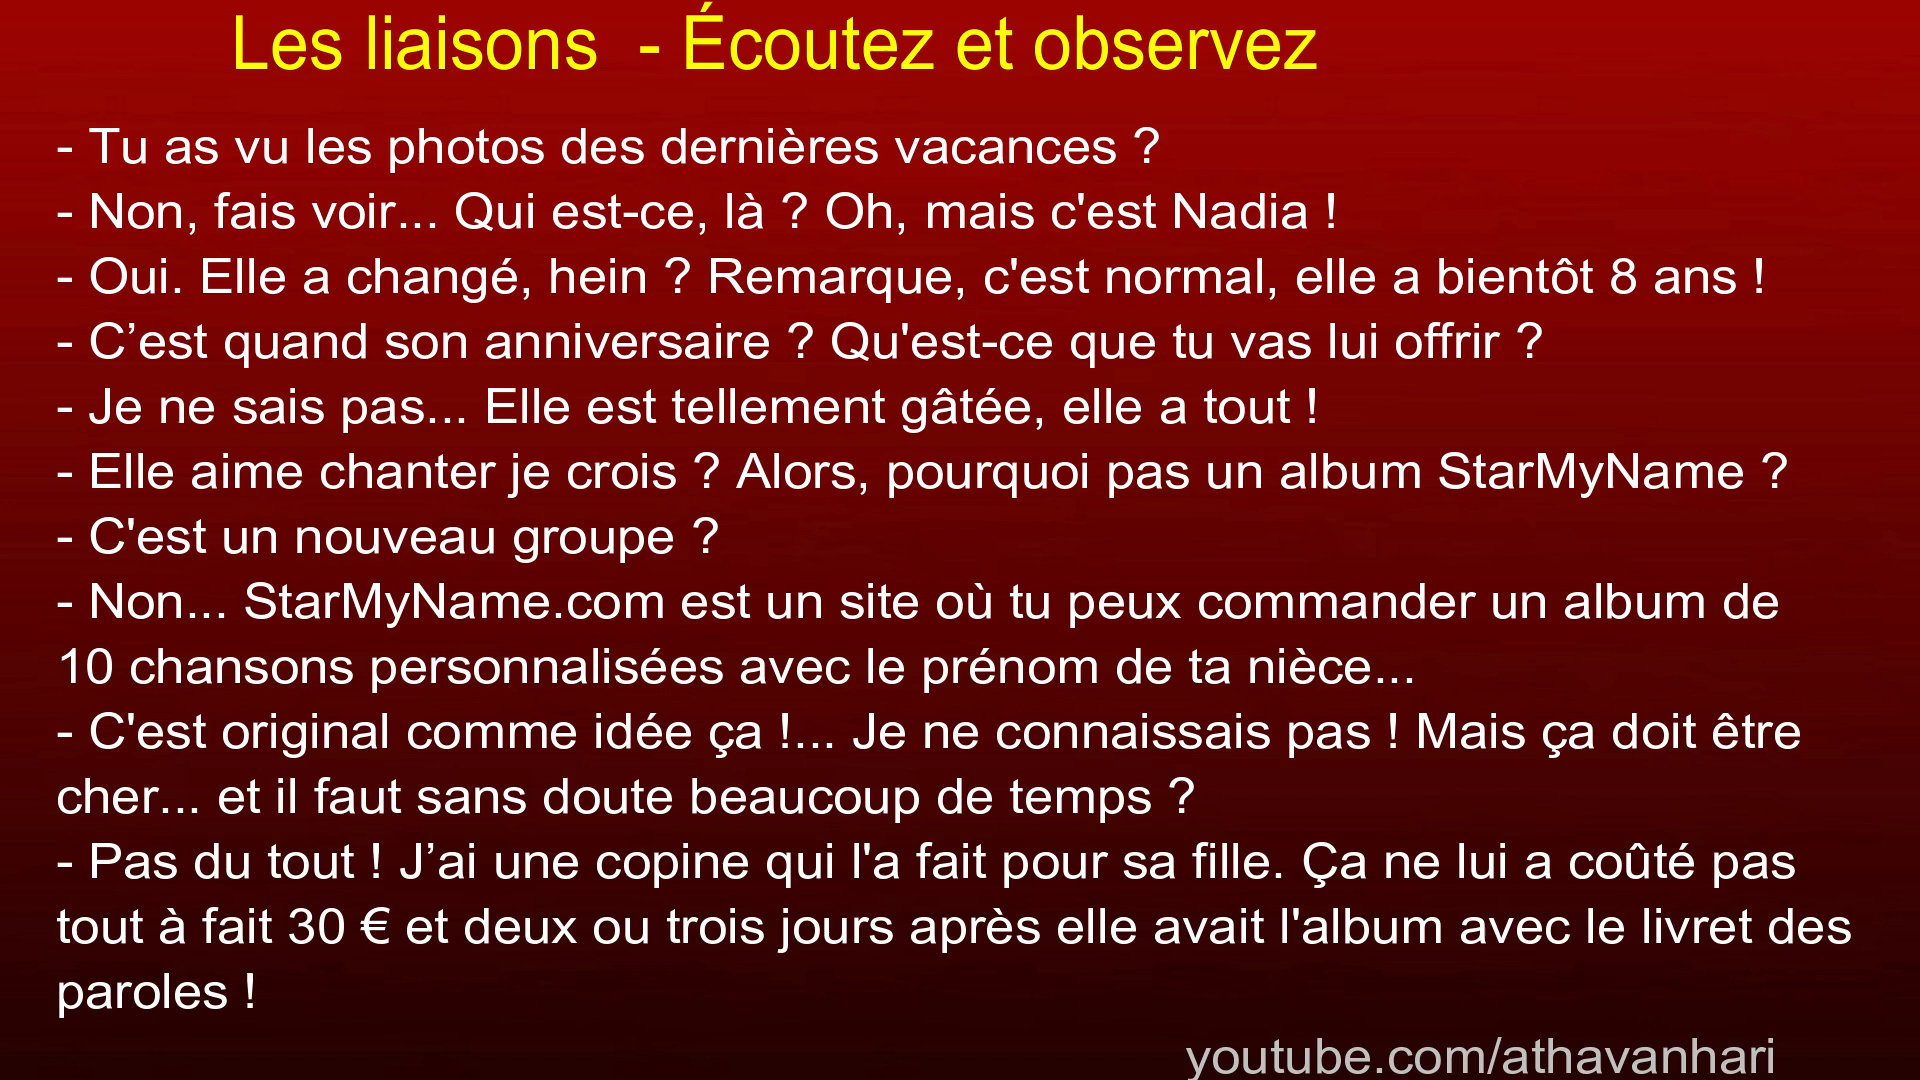 Les liaisons  - Écoutez et observez
- Tu as vu les photos des dernières vacances ?
- Non, fais voir... Qui est-ce, là ? Oh, mais c'est Nadia !
- Oui. Elle a changé, hein ? Remarque, c'est normal, elle a bientôt 8 ans !
- C’est quand son anniversaire ? Qu'est-ce que tu vas lui offrir ?
- Je ne sais pas... Elle est tellement gâtée, elle a tout !
- Elle aime chanter je crois ? Alors, pourquoi pas un album StarMyName ?
- C'est un nouveau groupe ?
- Non... StarMyName.com est un site où tu peux commander un album de
10 chansons personnalisées avec le prénom de ta nièce...
- C'est original comme idée ça !... Je ne connaissais pas ! Mais ça doit être
cher... et il faut sans doute beaucoup de temps ?
- Pas du tout ! J’ai une copine qui l'a fait pour sa fille. Ça ne lui a coûté pas
tout à fait 30 € et deux ou trois jours après elle avait l'album avec le livret des
paroles !
youtube.com/athavanhari